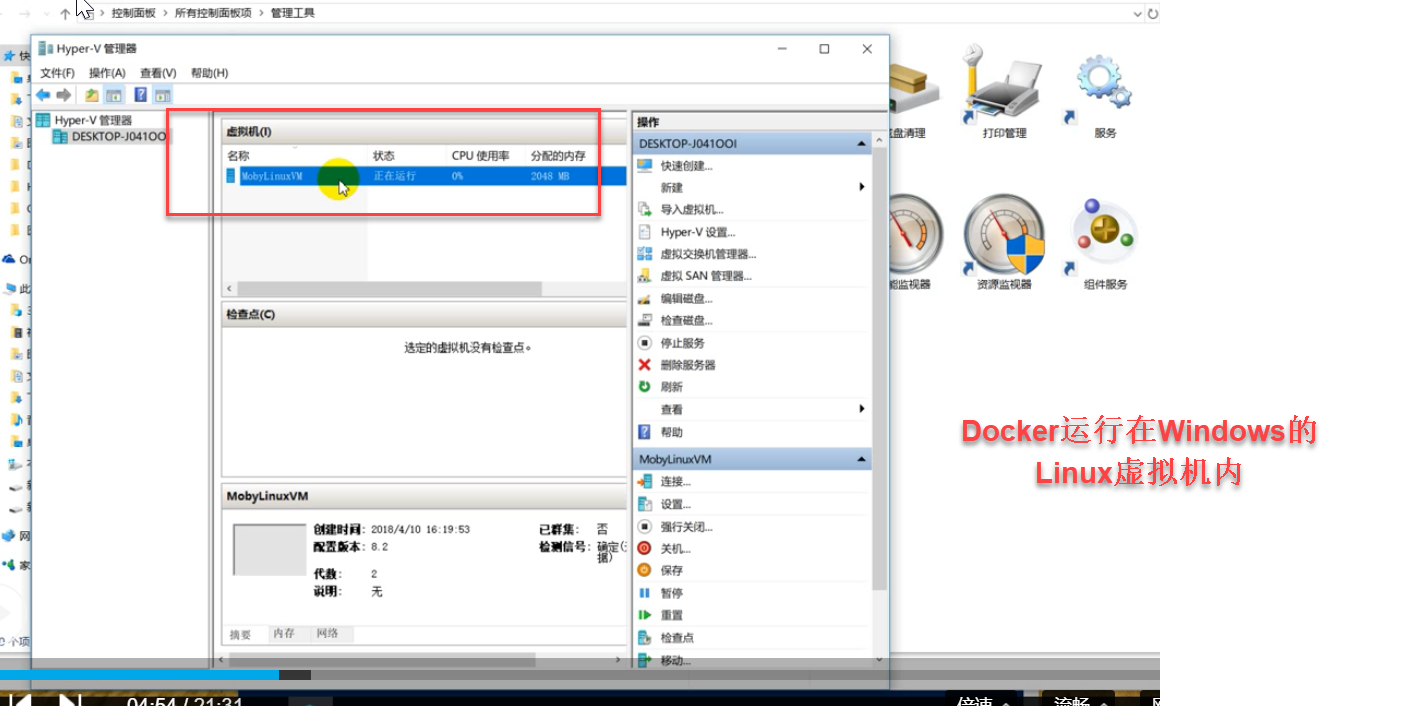 控制面板 > 所有控制面板项 > 管理工具
Hyper-V 管理器
文件(F) 操作(A) 查看(V) 帮助(H)
Hyper-V 管理器
DESKTOP-J041OO
虚拟机(I)
名称 状态 CPU 使用率 分配的内存
MobyLinuxVM 正在运行 0% 2048 MB
检查点(C)
选定的虚拟机没有检查点。
MobyLinuxVM
创建时间: 2018/4/10 16:19:53 已群集: 否
配置版本: 8.2 检测信号: 确定
据)
代数: 2
说明: 无
摘要 内存 网络
操作
DESKTOP-J041OOI
快速创建...
新建
导入虚拟机...
Hyper-V 设置...
虚拟交换机管理器...
虚拟 SAN 管理器...
编辑磁盘...
检查磁盘...
停止服务
删除服务器
刷新
查看
帮助
MobyLinuxVM
连接...
设置...
强行关闭...
关机...
保存
暂停
重置
检查点
移动...
盘清理 打印管理 服务
监视器 资源监视器 组件服务
Docker运行在Windows的
Linux虚拟机内
个项
04:54 / 21:31 倍速 流畅